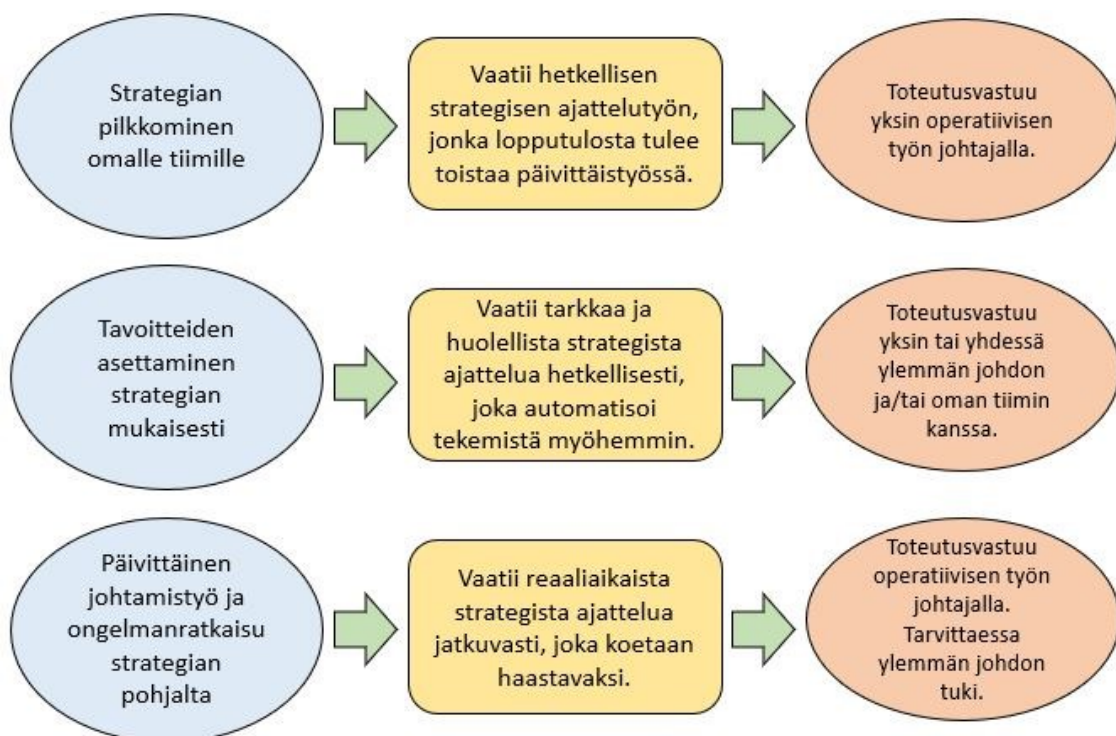 Strategian
pilkkominen
omalle tiimille
Vaatii hetkellisen
strategisen ajattelutyön,
jonka lopputulosta tulee
toistaa päivittäistyössä.
Toteutusvastuu
yksin operatiivisen
työn johtajalla.
Tavoitteiden
asettaminen
strategian
mukaisesti
Vaatii tarkkaa ja
huolellista strategista
ajattelua hetkellisesti,
joka automatisoi
tekemistä myöhemmin.
Toteutusvastuu
yksin tai yhdessä
ylemmän johdon
ja/tai oman tiimin
kanssa.
Päivittäinen
johtamistyö ja
ongelmanratkaisu
strategian
pohjalta
Vaatii reaaliaikaista
strategista ajattelua
jatkuvasti, joka koetaan
haastavaksi.
Toteutusvastuu
operatiivisen työn
johtajalla.
Tarvittaessa
ylemmän johdon
tuki.